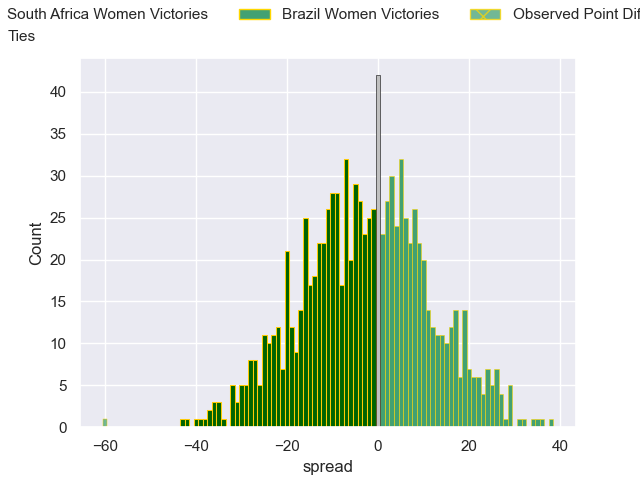 South Africa Women Victories Brazil Women Victories Observed Point Dif
Ties
40
35
30
25
20
15
10
5
0
Count
−60 −40 −20 0 20 40
spread